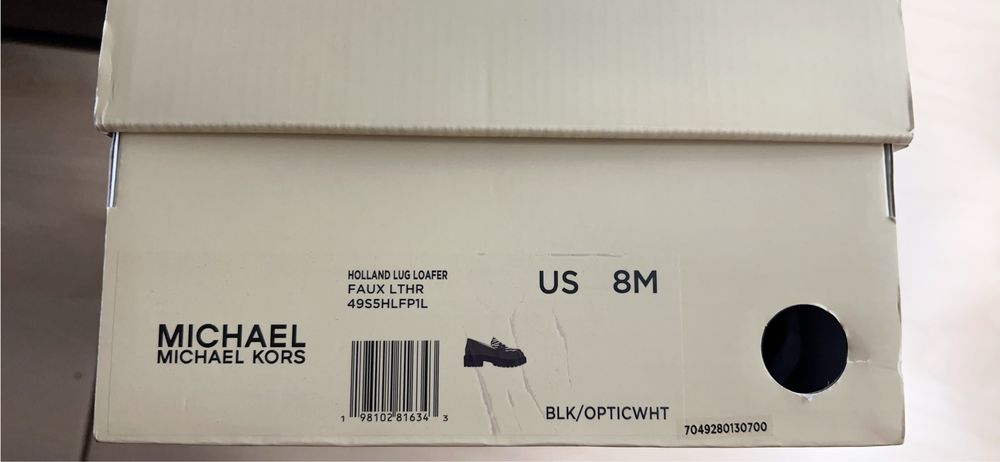 MICHAEL
MICHAEL KORS
HOLLAND LUG LOAFER
FAUX LTHR
49S5HLFP1L
1 98102 81634 3
US 8M
BLK/OPTICWHT
7049280130700